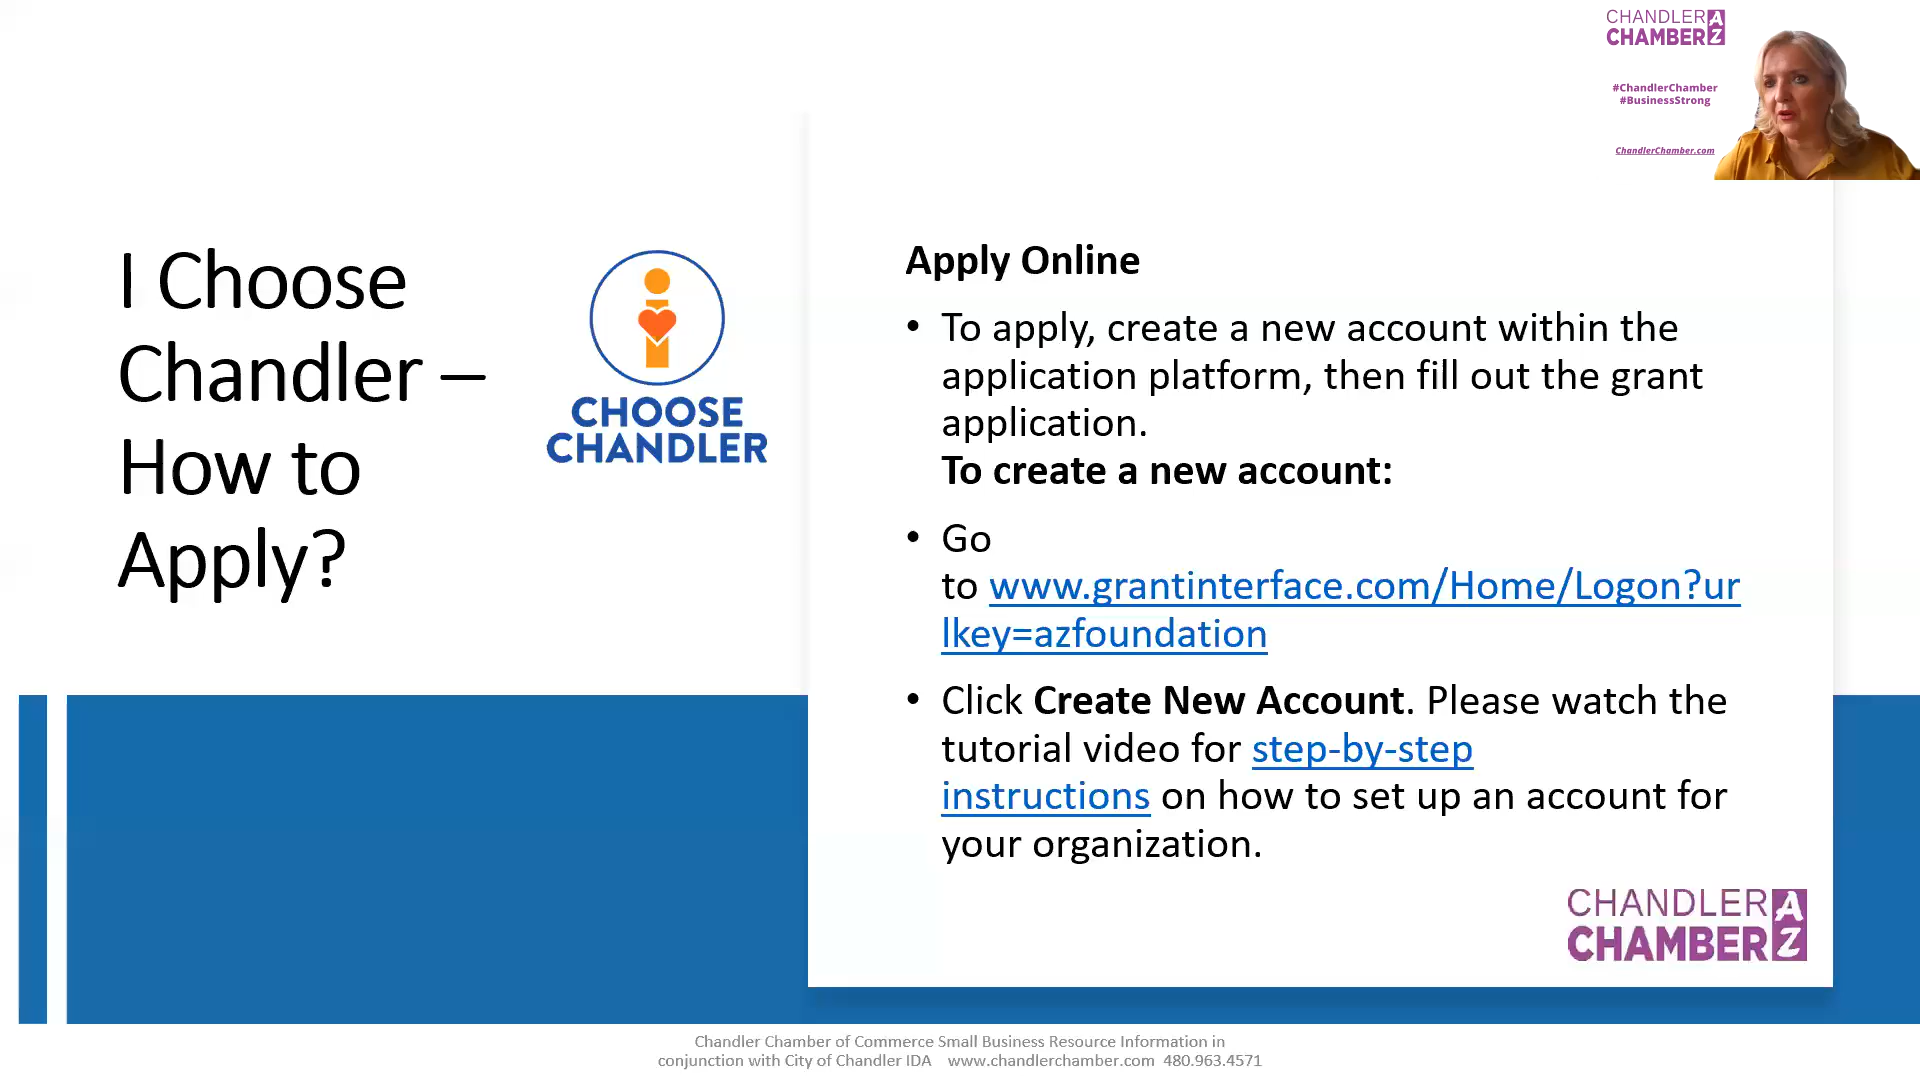 CHANDLER AZ
CHAMBER
#ChandlerChamber
#BusinessStrong
ChandlerChamber.com
I Choose
Chandler –
How to
Apply?
CHOOSE
CHANDLER
Apply Online
• To apply, create a new account within the
application platform, then fill out the grant
application.
To create a new account:
• Go
to www.grantinterface.com/Home/Logon?ur
lkey=azfoundation
• Click Create New Account. Please watch the
tutorial video for step-by-step
instructions on how to set up an account for
your organization.
CHANDLER AZ
CHAMBER
Chandler Chamber of Commerce Small Business Resource Information in
conjunction with City of Chandler IDA www.chandlerchamber.com 480.963.4571